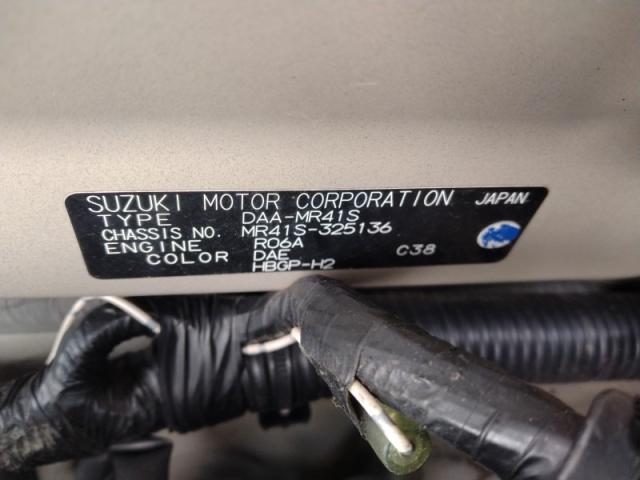 SUZUKI MOTOR CORPORATION JAPAN
TYPE DAA-MR41S
CHASSIS NO. MR41S-325136
ENGINE R06A
COLOR DAE C38
HBGP-H2